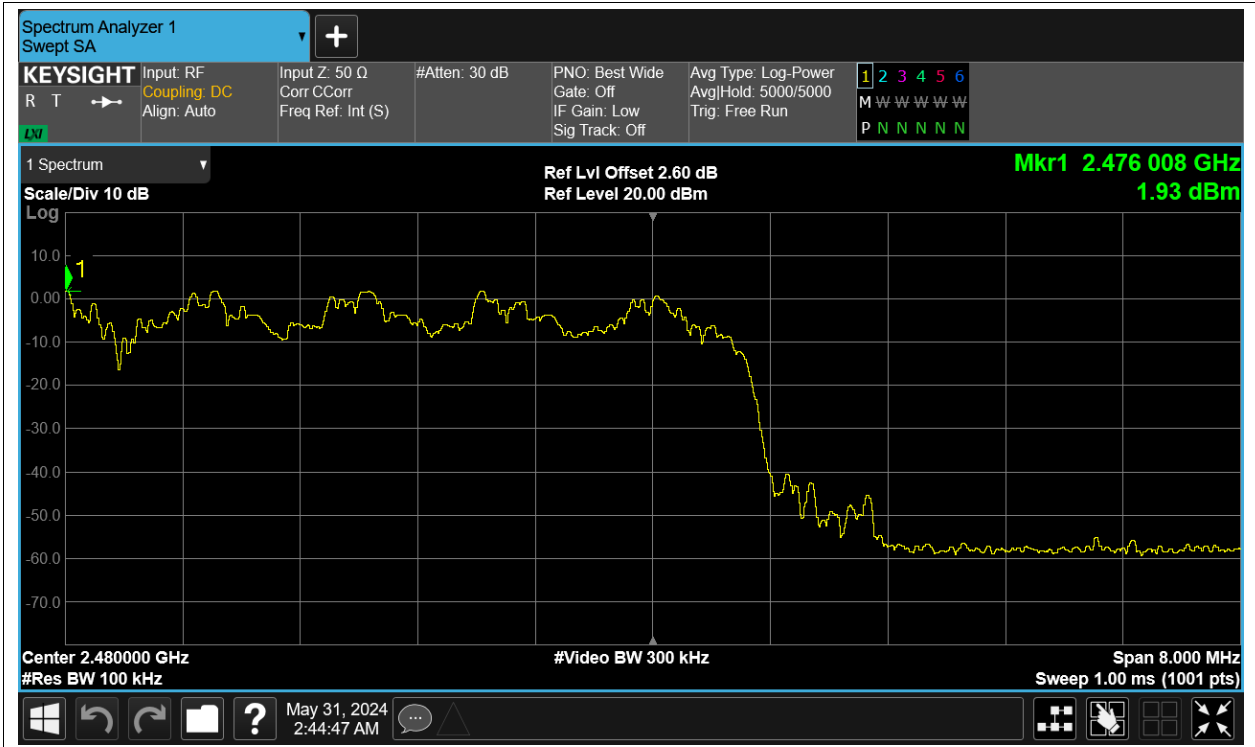 Spectrum Analyzer 1
Swept SA
+
KEYSIGHT
R T
LXI
Input: RF
Coupling: DC
Align: Auto
Input Z: 50 Ω
Corr CCorr
Freq Ref: Int (S)
#Atten: 30 dB
PNO: Best Wide
Gate: Off
IF Gain: Low
Sig Track: Off
Avg Type: Log-Power
Avg|Hold: 5000/5000
Trig: Free Run
1 2 3 4 5 6
M W W W W W
P N N N N N
1 Spectrum
Scale/Div 10 dB
Log
Ref Lvl Offset 2.60 dB
Ref Level 20.00 dBm
Mkr1 2.476 008 GHz
1.93 dBm
10.0
1
0.00
-10.0
-20.0
-30.0
-40.0
-50.0
-60.0
-70.0
Center 2.480000 GHz
#Video BW 300 kHz
Span 8.000 MHz
#Res BW 100 kHz
Sweep 1.00 ms (1001 pts)
?
May 31, 2024
2:44:47 AM